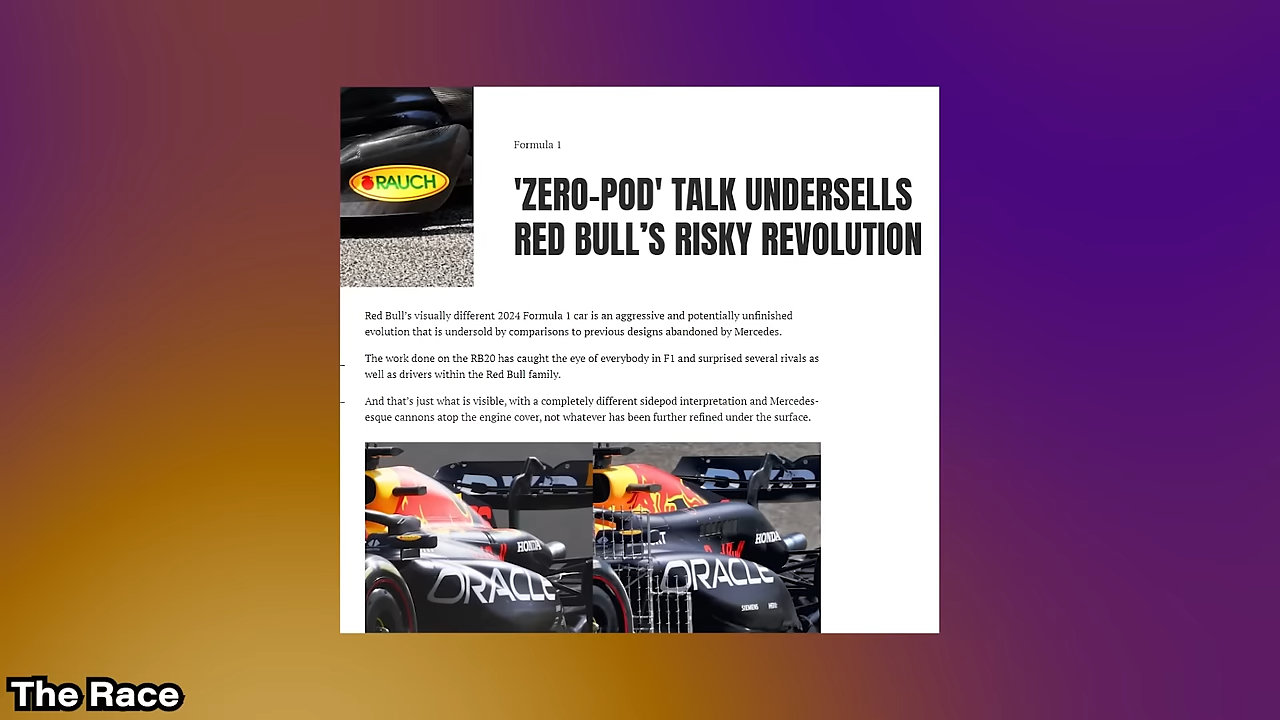 RAUCH
Formula 1
'ZERO-POD' TALK UNDERSELLS
RED BULL’S RISKY REVOLUTION
Red Bull’s visually different 2024 Formula 1 car is an aggressive and potentially unfinished
evolution that is undersold by comparisons to previous designs abandoned by Mercedes.
The work done on the RB20 has caught the eye of everybody in F1 and surprised several rivals as
well as drivers within the Red Bull family.
And that’s just what is visible, with a completely different sidepod interpretation and Mercedes-
esque cannons atop the engine cover, not whatever has been further refined under the surface.
HONDA
ORACLE
HONDA
Red Bull
ORACLE
SIEMENS
The Race